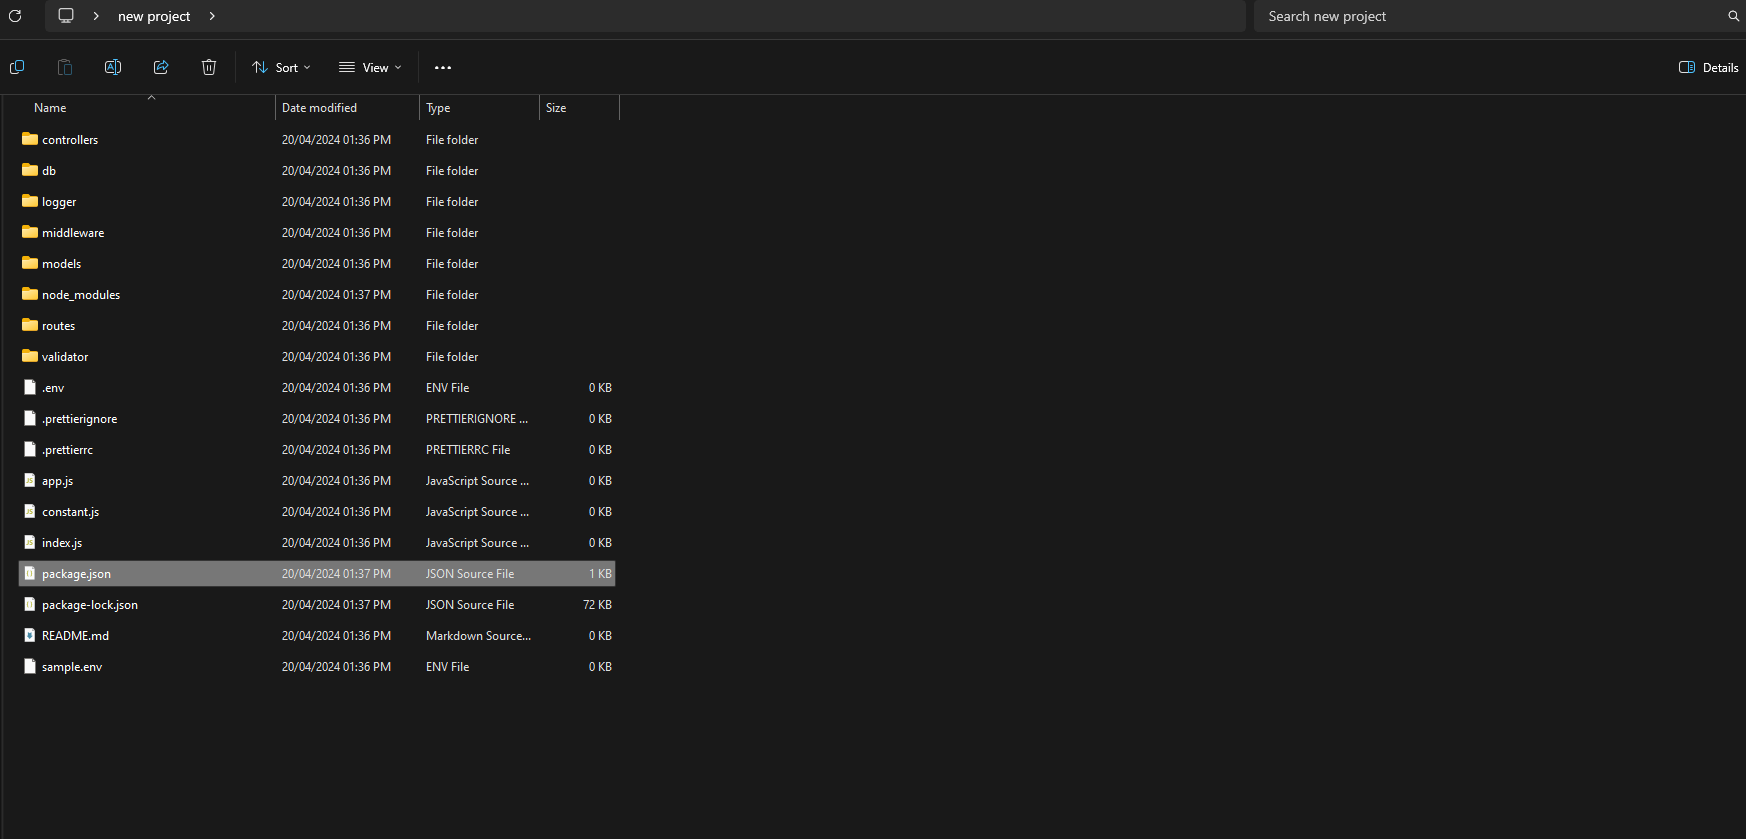 new project
Search new project
Sort View ••• Details
Name Date modified Type Size
controllers 20/04/2024 01:36 PM File folder
db 20/04/2024 01:36 PM File folder
logger 20/04/2024 01:36 PM File folder
middleware 20/04/2024 01:36 PM File folder
models 20/04/2024 01:36 PM File folder
node_modules 20/04/2024 01:37 PM File folder
routes 20/04/2024 01:36 PM File folder
validator 20/04/2024 01:36 PM File folder
.env 20/04/2024 01:36 PM ENV File 0 KB
.prettierignore 20/04/2024 01:36 PM PRETTIERIGNORE ... 0 KB
.prettierrc 20/04/2024 01:36 PM PRETTIERRC File 0 KB
app.js 20/04/2024 01:36 PM JavaScript Source ... 0 KB
constant.js 20/04/2024 01:36 PM JavaScript Source ... 0 KB
index.js 20/04/2024 01:36 PM JavaScript Source ... 0 KB
package.json 20/04/2024 01:37 PM JSON Source File 1 KB
package-lock.json 20/04/2024 01:37 PM JSON Source File 72 KB
README.md 20/04/2024 01:36 PM Markdown Source... 0 KB
sample.env 20/04/2024 01:36 PM ENV File 0 KB